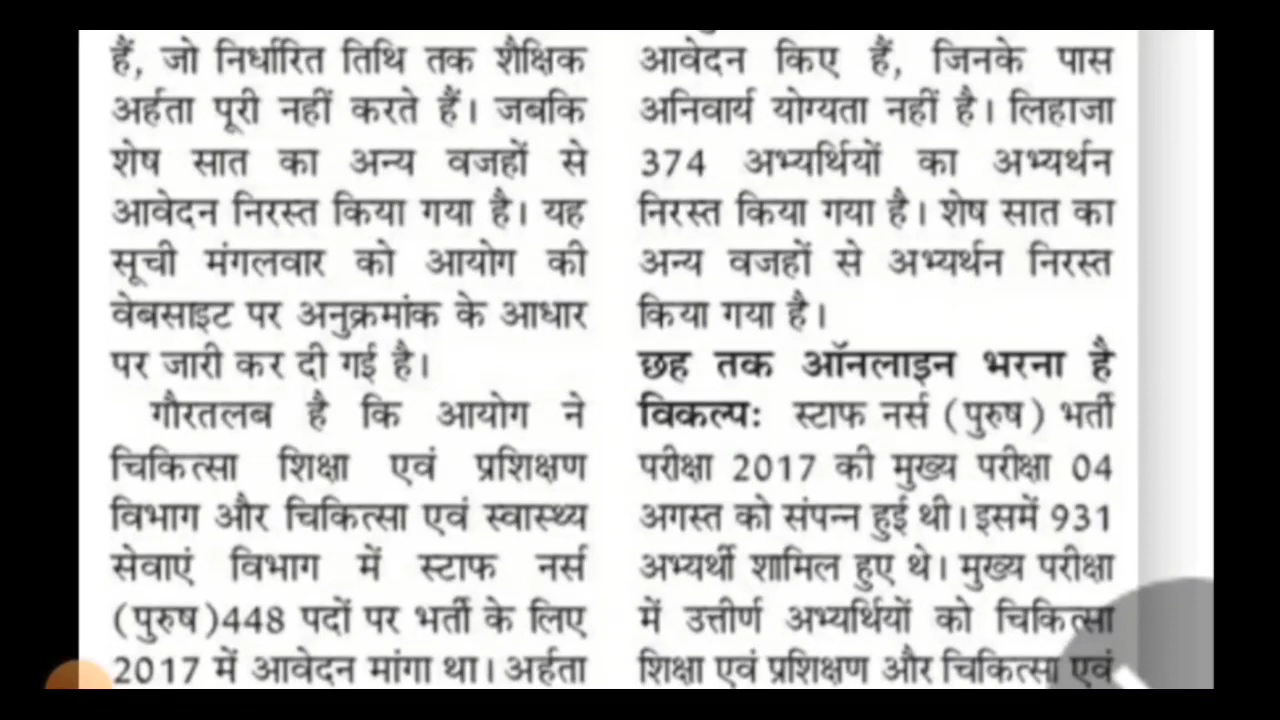 हैं, जो निर्धारित तिथि तक शैक्षिक
अर्हता पूरी नहीं करते हैं। जबकि
शेष सात का अन्य वजहों से
आवेदन निरस्त किया गया है। यह
सूची मंगलवार को आयोग की
वेबसाइट पर अनुक्रमांक के आधार
पर जारी कर दी गई है।
गौरतलब है कि आयोग ने
चिकित्सा शिक्षा एवं प्रशिक्षण
विभाग और चिकित्सा एवं स्वास्थ्य
सेवाएं विभाग में स्टाफ नर्स
(पुरुष)448 पदों पर भर्ती के लिए
2017 में आवेदन मांगा था। अर्हता
आवेदन किए हैं, जिनके पास
अनिवार्य योग्यता नहीं है। लिहाजा
374 अभ्यर्थियों का अभ्यर्थन
निरस्त किया गया है। शेष सात का
अन्य वजहों से अभ्यर्थन निरस्त
किया गया है।
छह तक ऑनलाइन भरना है
विकल्प: स्टाफ नर्स (पुरुष) भर्ती
परीक्षा 2017 की मुख्य परीक्षा 04
अगस्त को संपन्न हुई थी। इसमें 931
अभ्यर्थी शामिल हुए थे। मुख्य परीक्षा
में उत्तीर्ण अभ्यर्थियों को चिकित्सा
शिक्षा एवं प्रशिक्षण और चिकित्सा एवं